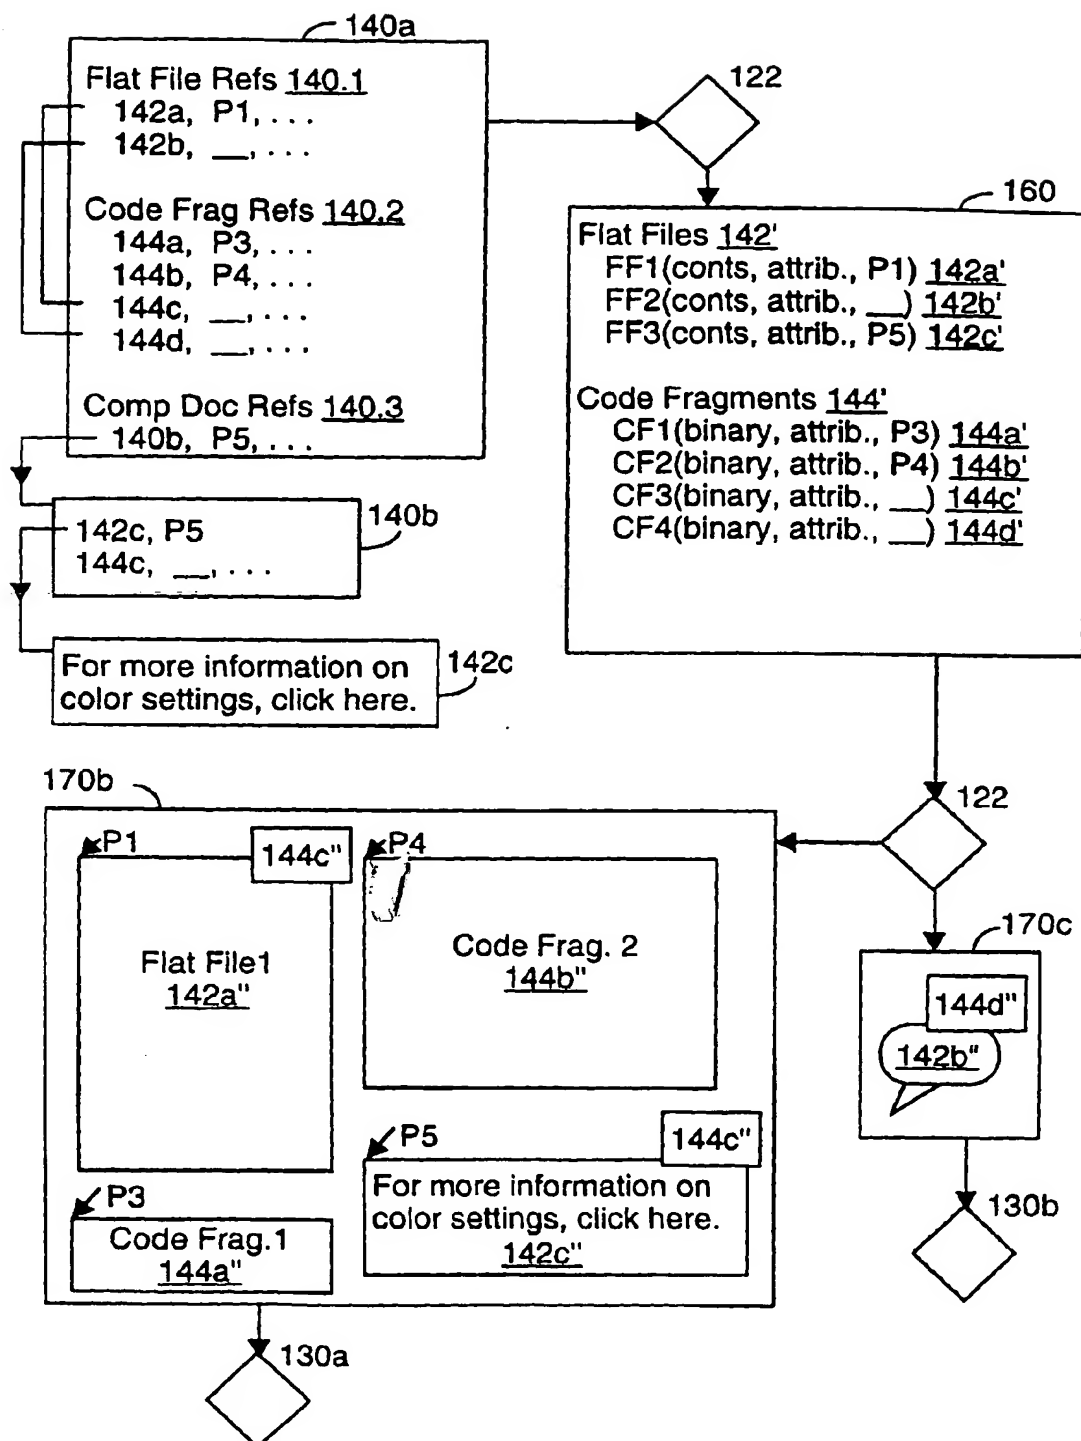 140a
Flat File Refs 140.1
142a, P1, . . .
142b, __, . . .
Code Frag Refs 140.2
144a, P3, . . .
144b, P4, . . .
144c, __, . . .
144d, __, . . .
Comp Doc Refs 140.3
140b, P5, . . .
122
160
Flat Files 142'
FF1(conts, attrib., P1) 142a'
FF2(conts, attrib., __) 142b'
FF3(conts, attrib., P5) 142c'
Code Fragments 144'
CF1(binary, attrib., P3) 144a'
CF2(binary, attrib., P4) 144b'
CF3(binary, attrib., __) 144c'
CF4(binary, attrib., __) 144d'
140b
142c, P5
144c, __, . . .
142c
For more information on
color settings, click here.
170b
P1
144c"
Flat File1
142a"
P4
Code Frag. 2
144b"
P3
Code Frag.1
144a"
P5
144c"
For more information on
color settings, click here.
142c"
122
170c
144d"
142b"
130b
130a